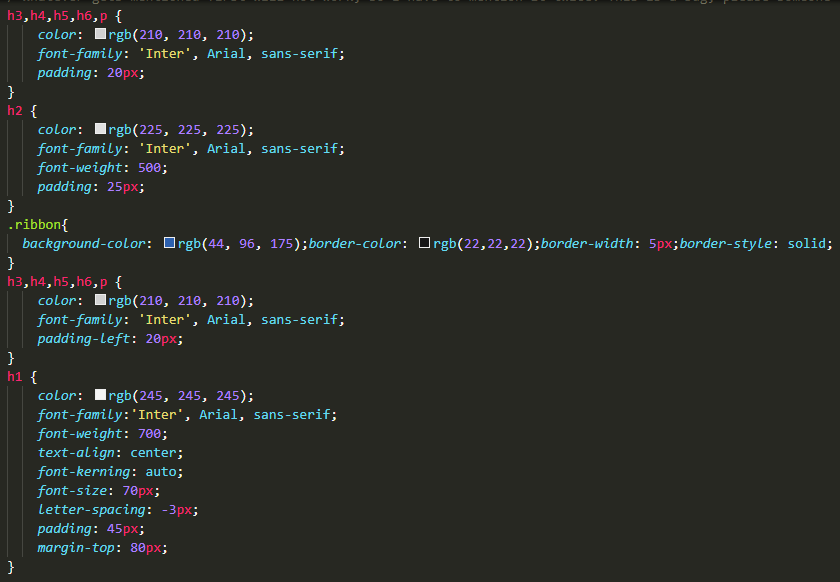 h3,h4,h5,h6,p {
    color: rgb(210, 210, 210);
    font-family: 'Inter', Arial, sans-serif;
    padding: 20px;
}
h2 {
    color: rgb(225, 225, 225);
    font-family: 'Inter', Arial, sans-serif;
    font-weight: 500;
    padding: 25px;
}
.ribbon{
  background-color: rgb(44, 96, 175);border-color: rgb(22,22,22);border-width: 5px;border-style: solid;
}
h3,h4,h5,h6,p {
    color: rgb(210, 210, 210);
    font-family: 'Inter', Arial, sans-serif;
    padding-left: 20px;
}
h1 {
    color: rgb(245, 245, 245);
    font-family:'Inter', Arial, sans-serif;
    font-weight: 700;
    text-align: center;
    font-kerning: auto;
    font-size: 70px;
    letter-spacing: -3px;
    padding: 45px;
    margin-top: 80px;
}